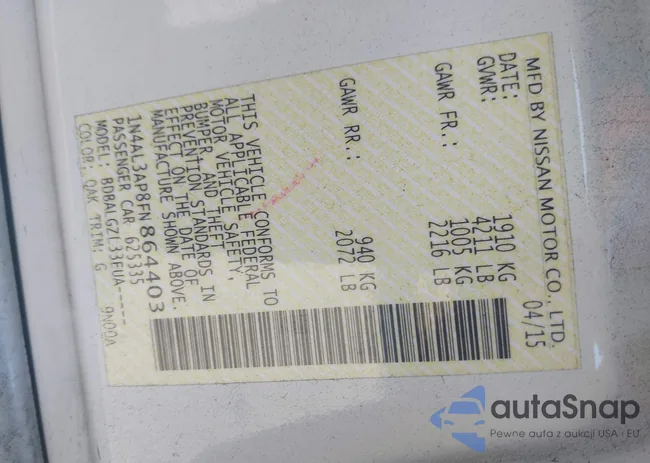 MFD BY NISSAN MOTOR CO., LTD.
DATE: 04/15
GVWR: 1910 KG
4211 LB
GAWR FR.: 1005 KG
2216 LB
GAWR RR.: 940 KG
2072 LB
THIS VEHICLE CONFORMS TO
ALL APPLICABLE FEDERAL
MOTOR VEHICLE SAFETY,
BUMPER, AND THEFT
PREVENTION STANDARDS IN
EFFECT ON THE DATE OF
MANUFACTURE SHOWN ABOVE.
1N4AL3AP8FN864403
PASSENGER CAR 625335
MODEL: BDBALGZL33EUA-----
COLOR: QAK TRIM: G 9N00A
autaSnap
Pewne auta z aukcji USA i EU